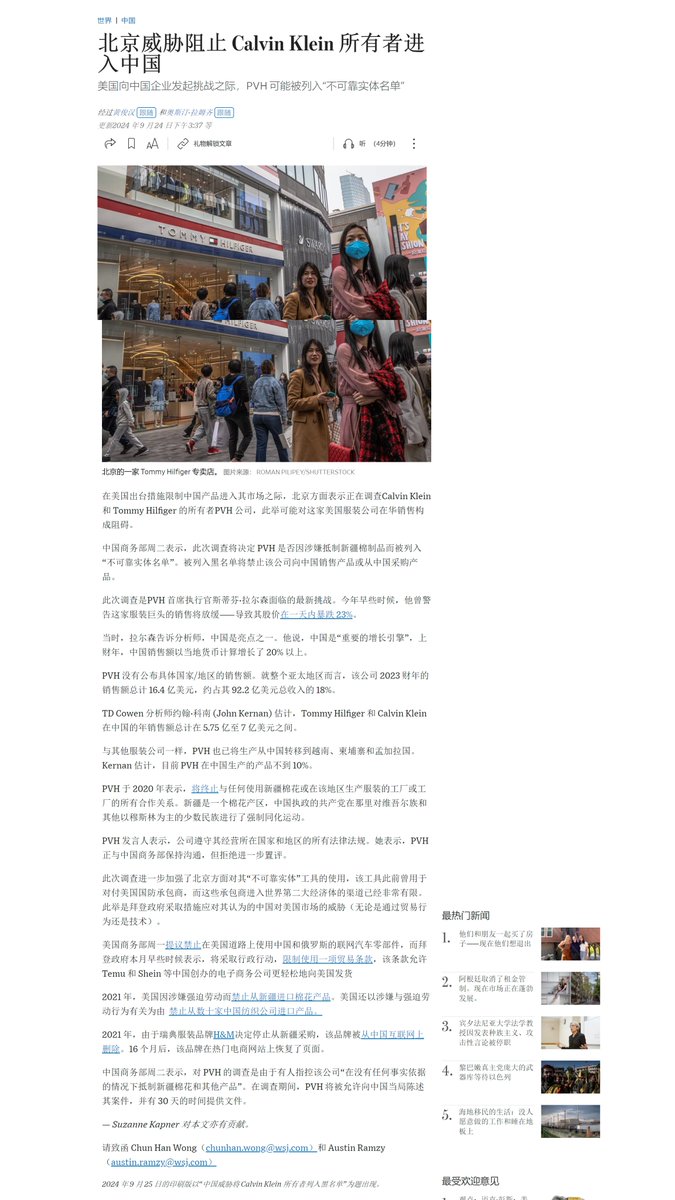 世界 | 中国
北京威胁阻止 Calvin Klein 所有者进
入中国
美国向中国企业发起挑战之际，PVH 可能被列入“不可靠实体名单”
经过黄俊汉 跟随 和奥斯汀·拉姆齐 跟随
更新2024 年 9 月 24 日下午3:37 等
AA 礼物解锁文章 听 (4分钟)
TOMMY HILFIGER
HILFIGER
北京的一家 Tommy Hilfiger 专卖店。 图片来源： ROMAN PILIPEY/SHUTTERSTOCK
在美国出台措施限制中国产品进入其市场之际，北京方面表示正在调查Calvin Klein
和 Tommy Hilfiger 的所有者PVH 公司，此举可能对这家美国服装公司在华销售构
成阻碍。
中国商务部周二表示，此次调查将决定 PVH 是否因涉嫌抵制新疆棉制品而被列入
“不可靠实体名单”。被列入黑名单将禁止该公司向中国销售产品或从中国采购产
品。
此次调查是PVH 首席执行官斯蒂芬·拉尔森面临的最新挑战。今年早些时候，他曾警
告这家服装巨头的销售将放缓——导致其股价在一天内暴跌 23%。
当时，拉尔森告诉分析师，中国是亮点之一。他说，中国是“重要的增长引擎”，上
财年，中国销售额以当地货币计算增长了 20% 以上。
PVH 没有公布具体国家/地区的销售额。就整个亚太地区而言，该公司 2023 财年的
销售额总计 16.4 亿美元，约占其 92.2 亿美元总收入的 18%。
TD Cowen 分析师约翰·科南 (John Kernan) 估计，Tommy Hilfiger 和 Calvin Klein
在中国的年销售额总计在 5.75 亿至 7 亿美元之间。
与其他服装公司一样，PVH 也已将生产从中国转移到越南、柬埔寨和孟加拉国。
Kernan 估计，目前 PVH 在中国生产的产品不到 10%。
PVH 于 2020 年表示，将终止与任何使用新疆棉花或在该地区生产服装的工厂或工
厂的所有合作关系。新疆是一个棉花产区，中国执政的共产党在那里对维吾尔族和
其他以穆斯林为主的少数民族进行了强制同化运动。
PVH 发言人表示，公司遵守其经营所在国家和地区的所有法律法规。她表示，PVH
正与中国商务部保持沟通，但拒绝进一步置评。
此次调查进一步加强了北京方面对其“不可靠实体”工具的使用，该工具此前曾用于
对付美国国防承包商，而这些承包商进入世界第二大经济体的渠道已经非常有限。
此举是拜登政府采取措施应对其认为的中国对美国市场的威胁（无论是通过贸易行
为还是技术）。
美国商务部周一提议禁止在美国道路上使用中国和俄罗斯的联网汽车零部件，而拜
登政府本月早些时候表示，将采取行政行动，限制使用一项贸易条款，该条款允许
Temu 和 Shein 等中国创办的电子商务公司更轻松地向美国发货
2021 年，美国因涉嫌强迫劳动而禁止从新疆进口棉花产品。美国还以涉嫌与强迫劳
动行为有关为由 禁止从数十家中国纺织公司进口产品。
2021 年，由于瑞典服装品牌H&M决定停止从新疆采购，该品牌被从中国互联网上
删除。16 个月后，该品牌在热门电商网站上恢复了页面。
中国商务部周二表示，对 PVH 的调查是由于有人指控该公司“在没有任何事实依据
的情况下抵制新疆棉花和其他产品”。在调查期间，PVH 将被允许向中国当局陈述
其案件，并有 30 天的时间提供文件。
— Suzanne Kapner 对本文亦有贡献。
请致函 Chun Han Wong（chunhan.wong@wsj.com）和 Austin Ramzy
（austin.ramzy@wsj.com）
2024 年 9 月 25 日的印刷版以“中国威胁将Calvin Klein 所有者列入黑名单”为题出现。
最热门新闻
1. 他们和朋友一起买了房
子——现在他们想退出
2. 阿根廷取消了租金管
制。现在市场正在蓬勃
发展。
3. 宾夕法尼亚大学法学教
授因发表种族主义、攻
击性言论被停职
4. 黎巴嫩真主党庞大的武
器库等待以色列
5. 海地移民的生活：没人
愿意做的工作和睡在地
板上
最受欢迎意见